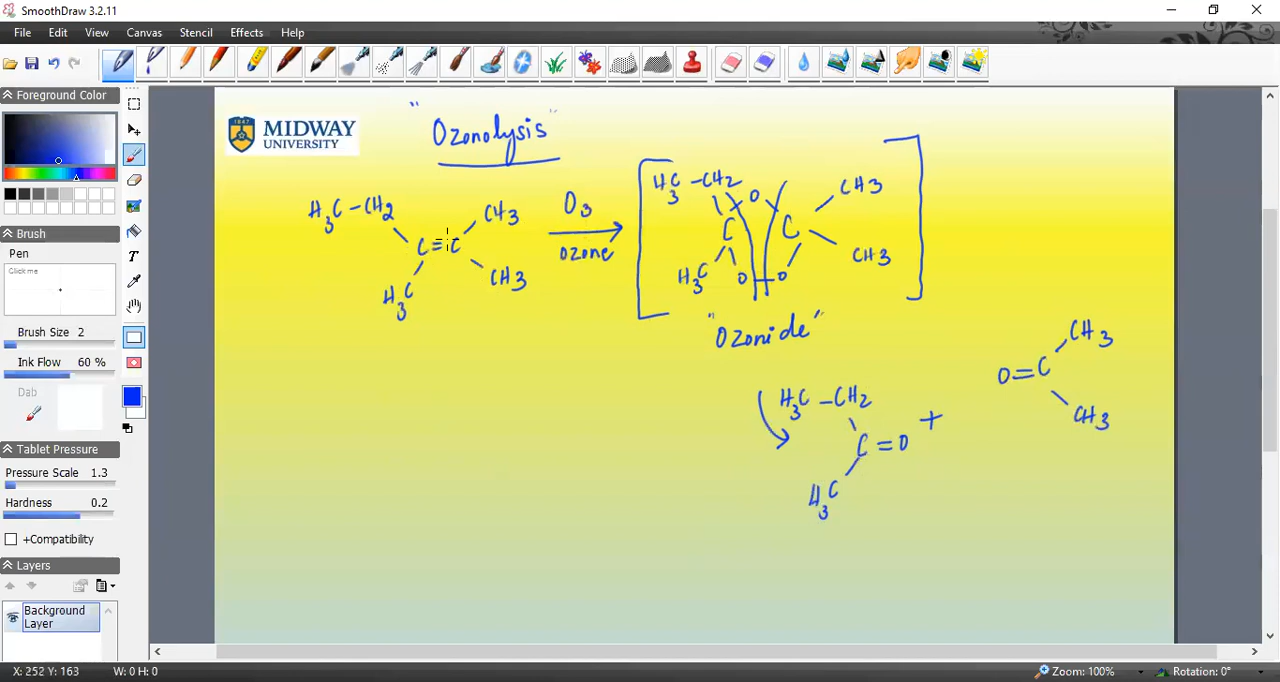 SmoothDraw 3.2.11
File Edit View Canvas Stencil Effects Help
Foreground Color
Brush
Pen
Click me
Brush Size 2
Ink Flow 60 %
Dab
Tablet Pressure
Pressure Scale 1.3
Hardness 0.2
+Compatibility
Layers
Background
Layer
X: 252 Y: 163 W: 0 H: 0
Zoom: 100% Rotation: 0°
1847
MIDWAY
UNIVERSITY
"Ozonolysis"
H3C-CH2 CH3
C=C
H3C CH3
O3
ozone
H3C-CH2 O CH3
C C
H3C O-O CH3
"Ozonide"
H3C-CH2
C=O
H3C
+
CH3
O=C
CH3